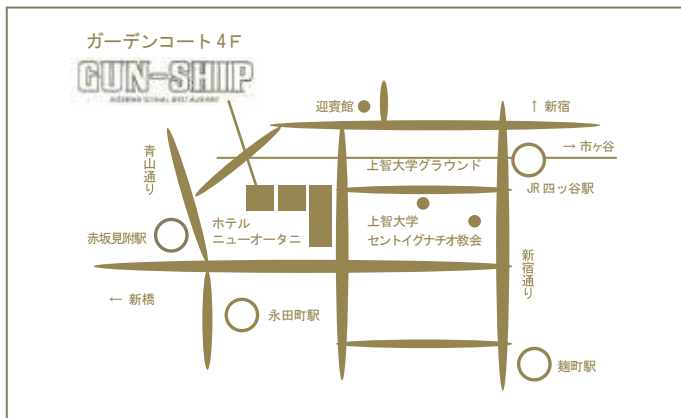 ガーデンコート4F
GUN-SHIP
迎賓館
↑ 新宿
→ 市ヶ谷
青山通り
上智大学グラウンド
JR四ッ谷駅
赤坂見附駅
ホテル
ニューオータニ
上智大学
セントイグナチオ教会
新宿通り
← 新橋
永田町駅
麹町駅